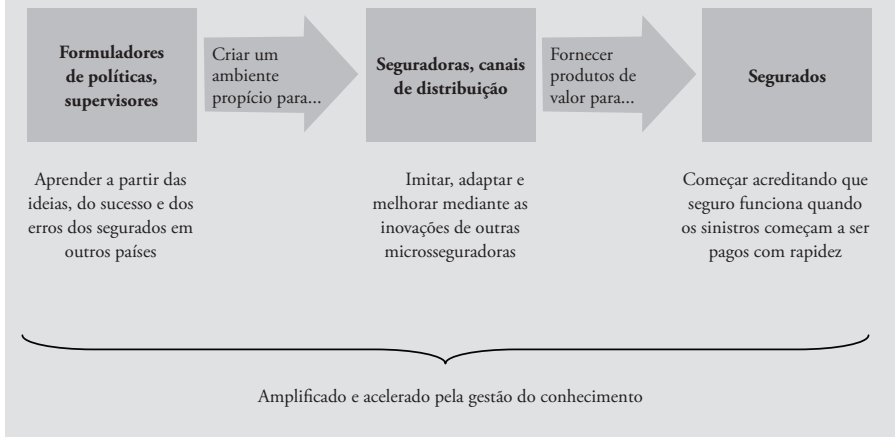 Formuladores
de políticas,
supervisores
Criar um
ambiente
propício para...
Seguradoras, canais
de distribuição
Fornecer
produtos de
valor para...
Segurados
Aprender a partir das
ideias, do sucesso e dos
erros dos segurados em
outros países
Imitar, adaptar e
melhorar mediante as
inovações de outras
microsseguradoras
Começar acreditando que
seguro funciona quando
os sinistros começam a ser
pagos com rapidez
Amplificado e acelerado pela gestão do conhecimento